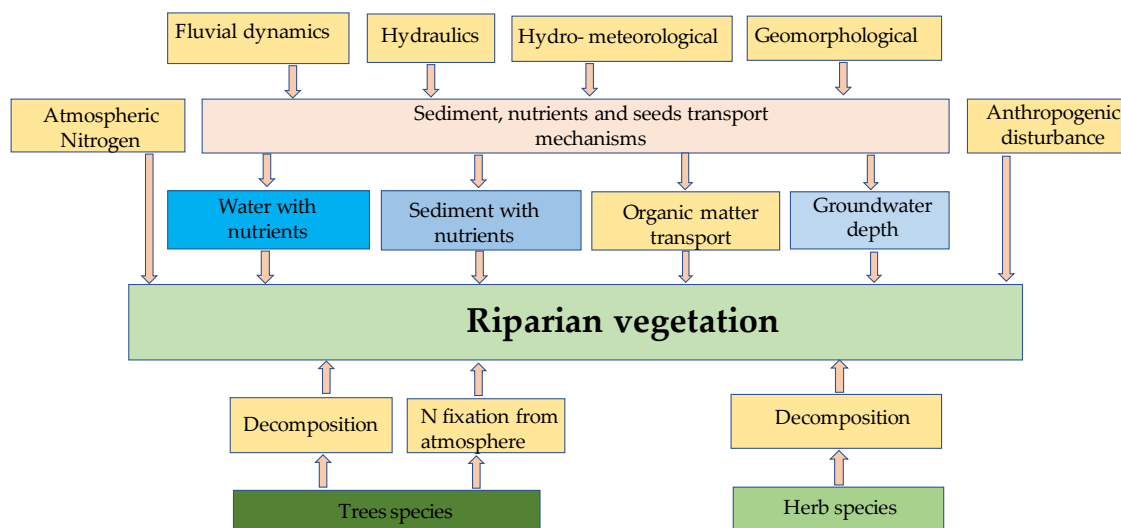 Fluvial dynamics
Hydraulics
Hydro- meteorological
Geomorphological
Atmospheric
Nitrogen
Sediment, nutrients and seeds transport
mechanisms
Anthropogenic
disturbance
Water with
nutrients
Sediment with
nutrients
Organic matter
transport
Groundwater
depth
Riparian vegetation
Decomposition
N fixation from
atmosphere
Decomposition
Trees species
Herb species